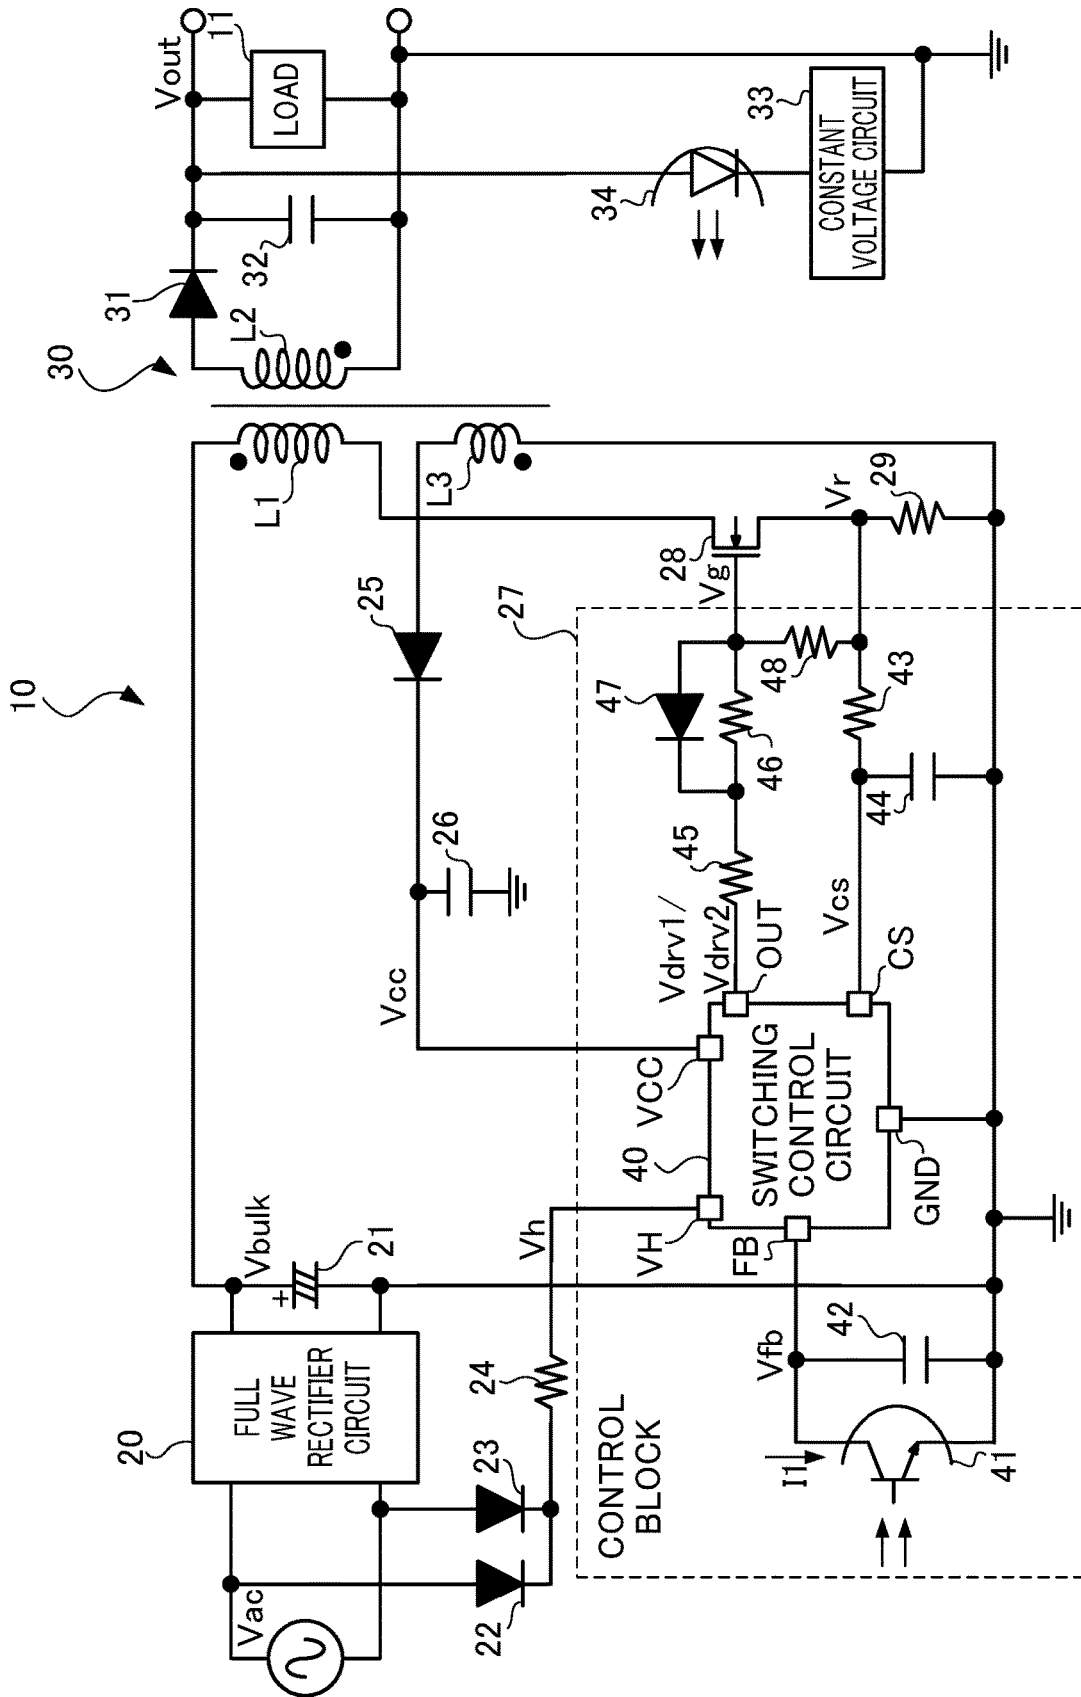 10
30
Vac
20
FULL
WAVE
RECTIFIER
CIRCUIT
Vbulk
+
21
L1
L2
31
32
Vout
LOAD
11
22
23
24
Vh
Vcc
26
25
L3
34
CONSTANT
VOLTAGE CIRCUIT
33
CONTROL
BLOCK
27
I1
41
Vfb
42
FB
VH
40
VCC
SWITCHING
CONTROL
CIRCUIT
GND
OUT
CS
Vdrv1/
Vdrv2
45
47
46
48
Vg
28
Vcs
44
43
Vr
29